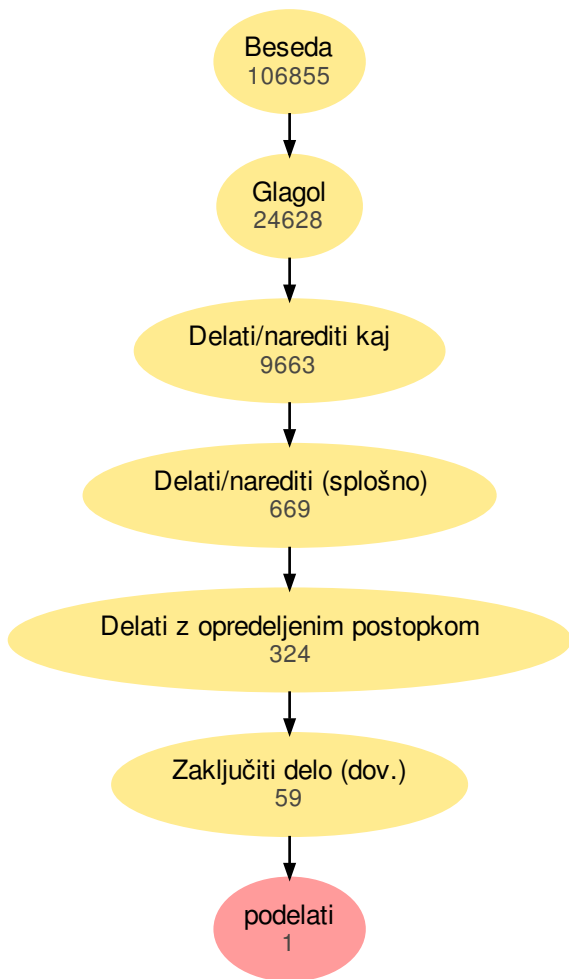 Beseda
106855
Glagol
24628
Delati/narediti kaj
9663
Delati/narediti (splošno)
669
Delati z opredeljenim postopkom
324
Zaključiti delo (dov.)
59
podelati
1